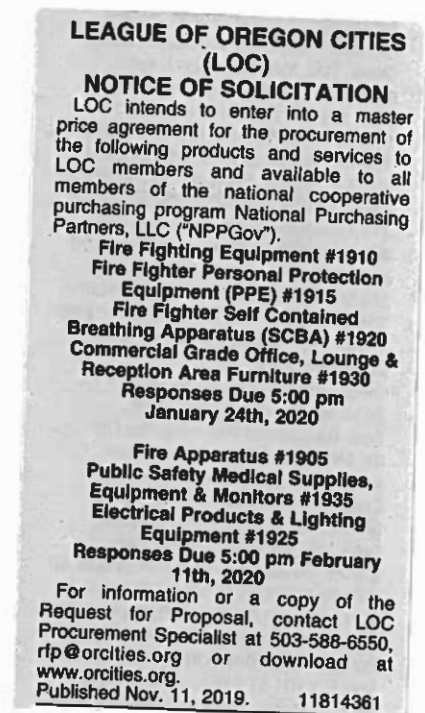 LEAGUE OF OREGON CITIES
(LOC)
NOTICE OF SOLICITATION
LOC intends to enter into a master
price agreement for the procurement of
the following products and services to
LOC members and available to all
members of the national cooperative
purchasing program National Purchasing
Partners, LLC ("NPPGov").
Fire Fighting Equipment #1910
Fire Fighter Personal Protection
Equipment (PPE) #1915
Fire Fighter Self Contained
Breathing Apparatus (SCBA) #1920
Commercial Grade Office, Lounge &
Reception Area Furniture #1930
Responses Due 5:00 pm
January 24th, 2020
Fire Apparatus #1905
Public Safety Medical Supplies,
Equipment & Monitors #1935
Electrical Products & Lighting
Equipment #1925
Responses Due 5:00 pm February
11th, 2020
For information or a copy of the
Request for Proposal, contact LOC
Procurement Specialist at 503-588-6550,
rfp@orcities.org or download at
www.orcities.org.
Published Nov. 11, 2019. 11814361